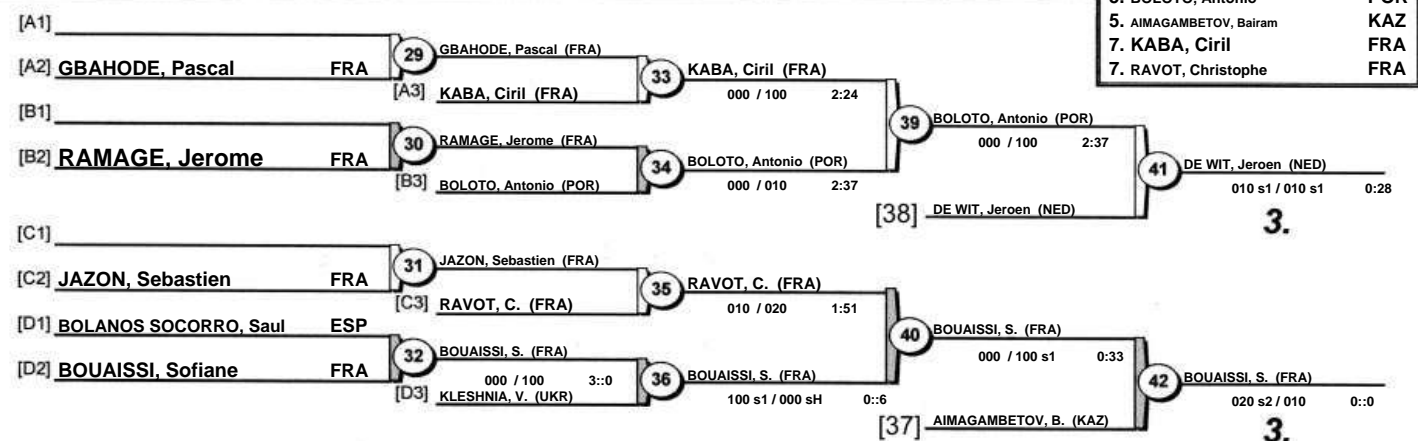 5. BOLOTO, Antonio POR
5. AIMAGAMBETOV, Bairam KAZ
7. KABA, Ciril FRA
7. RAVOT, Christophe FRA
[A1]
[A2] GBAHODE, Pascal FRA
29
GBAHODE, Pascal (FRA)
[A3] KABA, Ciril (FRA)
33
KABA, Ciril (FRA)
000 / 100 2:24
[B1]
[B2] RAMAGE, Jerome FRA
30
RAMAGE, Jerome (FRA)
[B3] BOLOTO, Antonio (POR)
34
BOLOTO, Antonio (POR)
000 / 010 2:37
39
BOLOTO, Antonio (POR)
000 / 100 2:37
[38] DE WIT, Jeroen (NED)
41
DE WIT, Jeroen (NED)
010 s1 / 010 s1 0:28
3.
[C1]
[C2] JAZON, Sebastien FRA
31
JAZON, Sebastien (FRA)
[C3] RAVOT, C. (FRA)
35
RAVOT, C. (FRA)
010 / 020 1:51
[D1] BOLANOS SOCORRO, Saul ESP
[D2] BOUAISSI, Sofiane FRA
32
BOUAISSI, S. (FRA)
000 / 100 3::0
[D3] KLESHNIA, V. (UKR)
36
BOUAISSI, S. (FRA)
100 s1 / 000 sH 0::6
40
BOUAISSI, S. (FRA)
000 / 100 s1 0:33
[37] AIMAGAMBETOV, B. (KAZ)
42
BOUAISSI, S. (FRA)
020 s2 / 010 0::0
3.